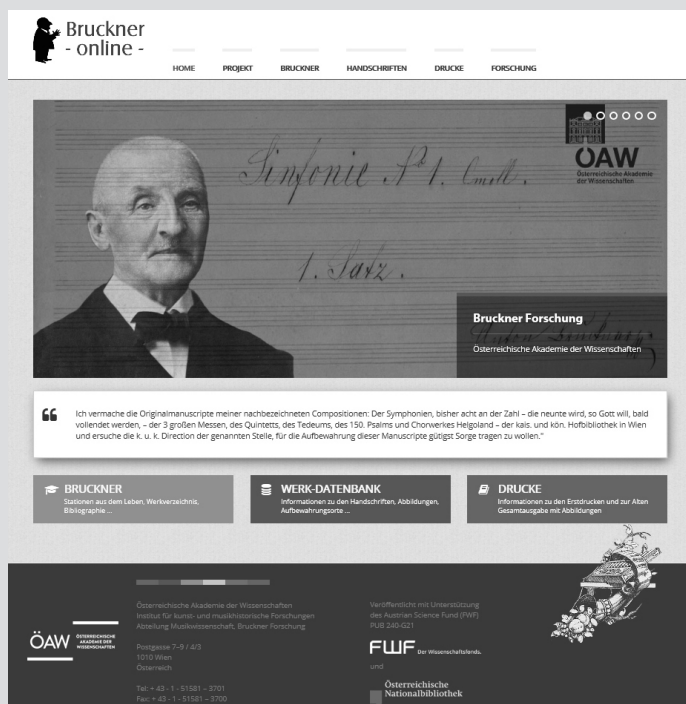 Bruckner
- online -
HOME PROJEKT BRUCKNER HANDSCHRIFTEN DRUCKE FORSCHUNG
Sinfonie No 1. Cmoll.
ÖAW
Österreichische Akademie
der Wissenschaften
1. Satz.
Bruckner Forschung
Österreichische Akademie der Wissenschaften
Ich vermache die Originalmanuscripte meiner nachbezeichneten Compositionen: Der Symphonien, bisher acht an der Zahl – die neunte wird, so Gott will, bald
vollendet werden, – der 3 großen Messen, des Quintetts, des Tedeums, des 150. Psalms und Chorwerkes Helgoland – der kais. und kön. Hofbibliothek in Wien
und ersuche die k. u. k. Direction der genannten Stelle, für die Aufbewahrung dieser Manuscripte gütigst Sorge tragen zu wollen.“
BRUCKNER
Stationen aus dem Leben, Werkverzeichnis,
Bibliographie ...
WERK-DATENBANK
Informationen zu den Handschriften, Abbildungen,
Aufbewahrungsorte ...
DRUCKE
Informationen zu den Erstdrucken und zur Alten
Gesamtausgabe mit Abbildungen
ÖAW ÖSTERREICHISCHE
AKADEMIE DER
WISSENSCHAFTEN
Österreichische Akademie der Wissenschaften
Institut für kunst- und musikhistorische Forschungen
Abteilung Musikwissenschaft, Bruckner Forschung
Postgasse 7–9 / 4/3
1010 Wien
Österreich
Tel: + 43 - 1 - 51581 – 3701
Fax: + 43 - 1 - 51581 – 3700
Veröffentlicht mit Unterstützung
des Austrian Science Fund (FWF)
PUB 240-G21
FWF Der Wissenschaftsfonds.
und
Österreichische
Nationalbibliothek